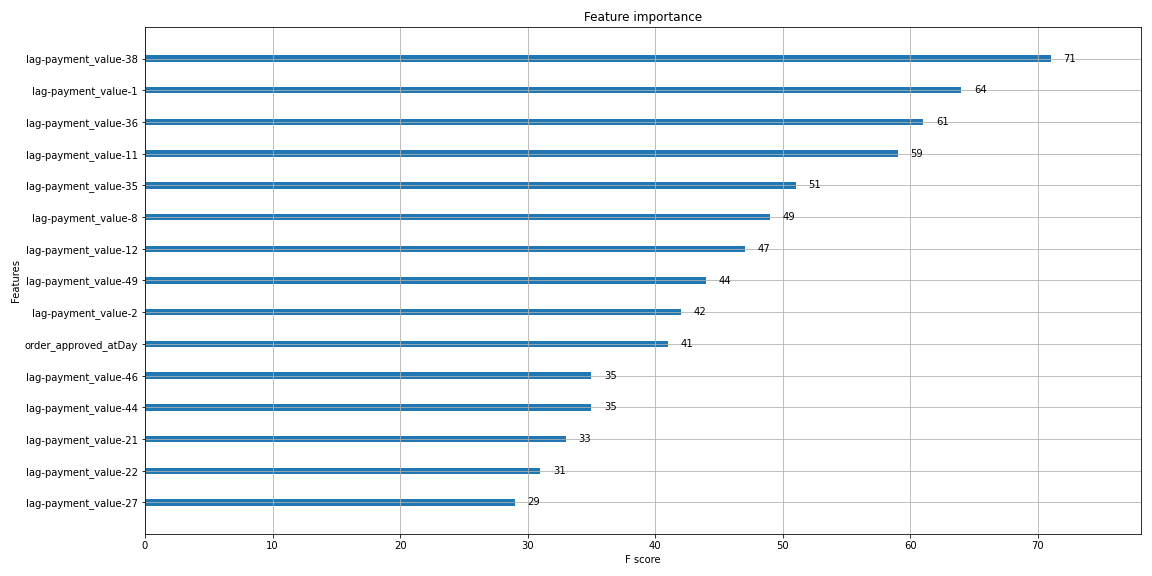 Feature importance
Features
lag-payment_value-38 71
lag-payment_value-1 64
lag-payment_value-36 61
lag-payment_value-11 59
lag-payment_value-35 51
lag-payment_value-8 49
lag-payment_value-12 47
lag-payment_value-49 44
lag-payment_value-2 42
order_approved_atDay 41
lag-payment_value-46 35
lag-payment_value-44 35
lag-payment_value-21 33
lag-payment_value-22 31
lag-payment_value-27 29
0 10 20 30 40 50 60 70
F score